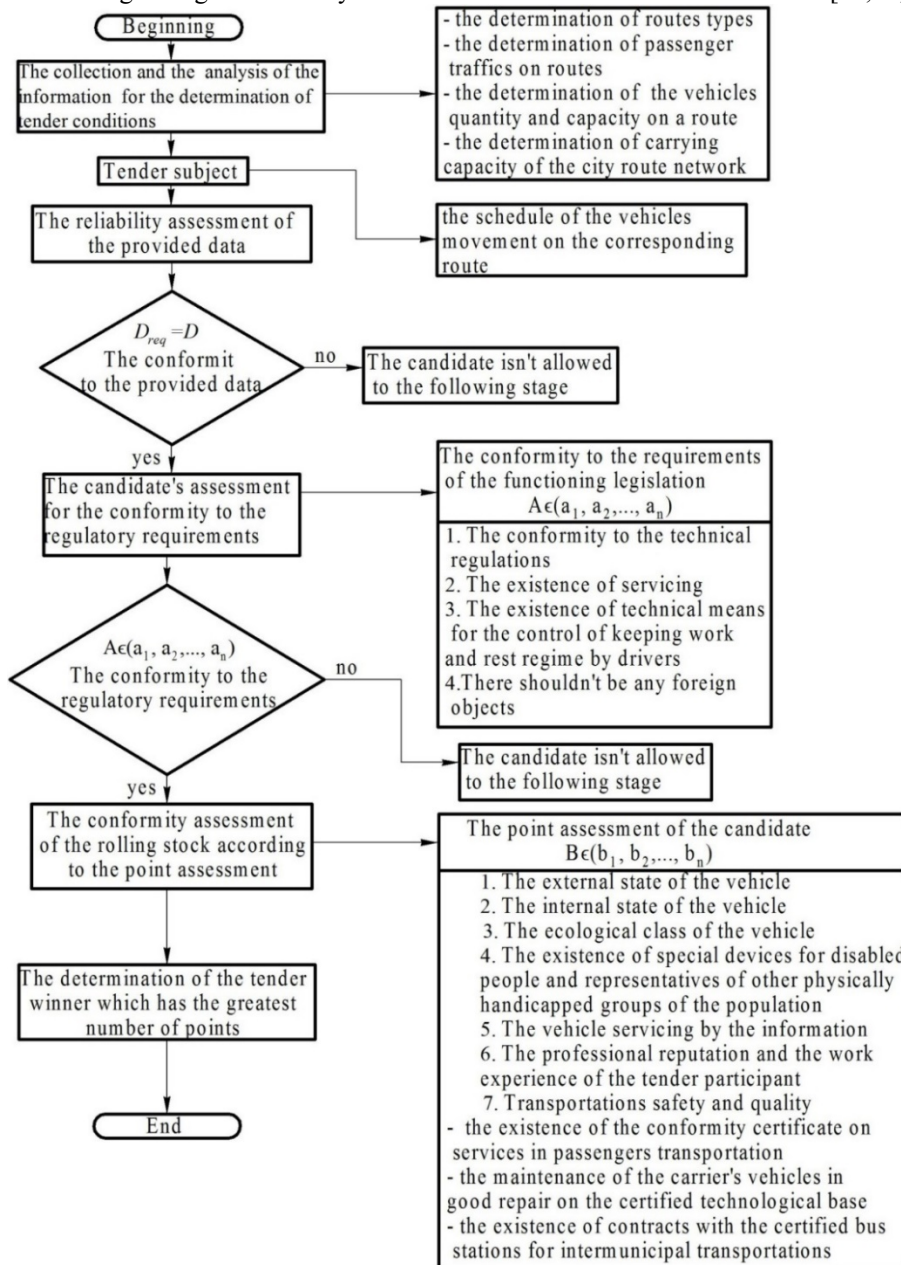 Beginning
The collection and the analysis of the
information for the determination of
tender conditions
- the determination of routes types
- the determination of passenger
traffics on routes
- the determination of the vehicles
quantity and capacity on a route
- the determination of carrying
capacity of the city route network
Tender subject
the schedule of the vehicles
movement on the corresponding
route
The reliability assessment of
the provided data
D_req=D
The conformit
to the provided data
no
The candidate isn't allowed
to the following stage
yes
The candidate's assessment
for the conformity to the
regulatory requirements
The conformity to the requirements
of the functioning legislation
Aϵ(a₁, a₂,..., aₙ)
1. The conformity to the technical
regulations
2. The existence of servicing
3. The existence of technical means
for the control of keeping work
and rest regime by drivers
4.There shouldn't be any foreign
objects
Aϵ(a₁, a₂,..., aₙ)
The conformity to the
regulatory requirements
no
The candidate isn't allowed
to the following stage
yes
The conformity assessment
of the rolling stock according
to the point assessment
The point assessment of the candidate
Bϵ(b₁, b₂,..., bₙ)
1. The external state of the vehicle
2. The internal state of the vehicle
3. The ecological class of the vehicle
4. The existence of special devices for disabled
people and representatives of other physically
handicapped groups of the population
5. The vehicle servicing by the information
6. The professional reputation and the work
experience of the tender participant
7. Transportations safety and quality
- the existence of the conformity certificate on
services in passengers transportation
- the maintenance of the carrier's vehicles in
good repair on the certified technological base
- the existence of contracts with the certified bus
stations for intermunicipal transportations
The determination of the tender
winner which has the greatest
number of points
End